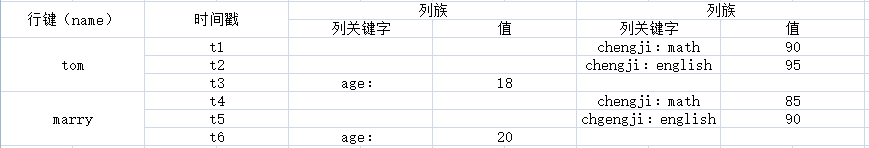 行键（name） 时间戳 列族 列族
列关键字 值 列关键字 值
t1 chengji：math 90
tom t2 chengji：english 95
t3 age： 18
t4 chengji：math 85
marry t5 chgengji：english 90
t6 age： 20